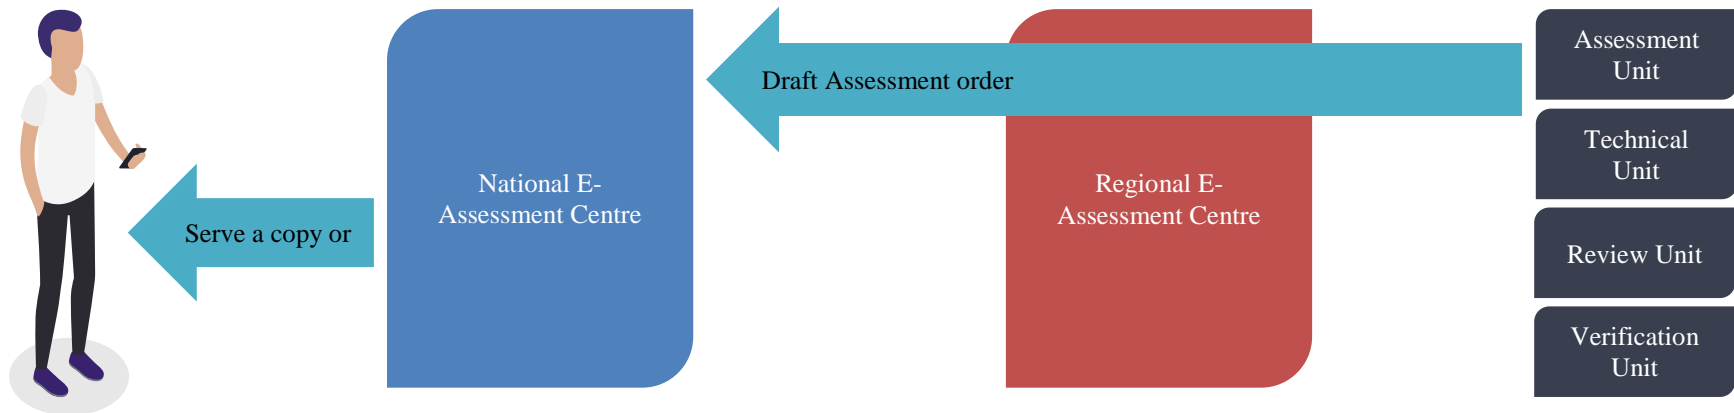 Assessment
Unit
Draft Assessment order
Technical
Unit
National E-
Assessment Centre
Regional E-
Assessment Centre
Serve a copy or
Review Unit
Verification
Unit